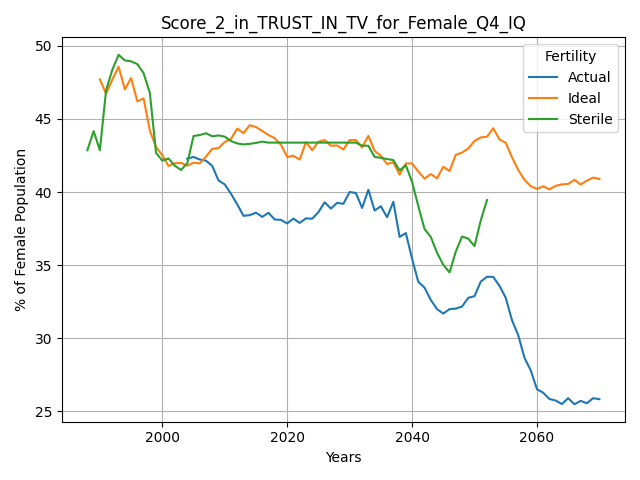 Score_2_in_TRUST_IN_TV_for_Female_Q4_IQ
% of Female Population
50
45
40
35
30
25
2000
2020
2040
2060
Years
Fertility
Actual
Ideal
Sterile